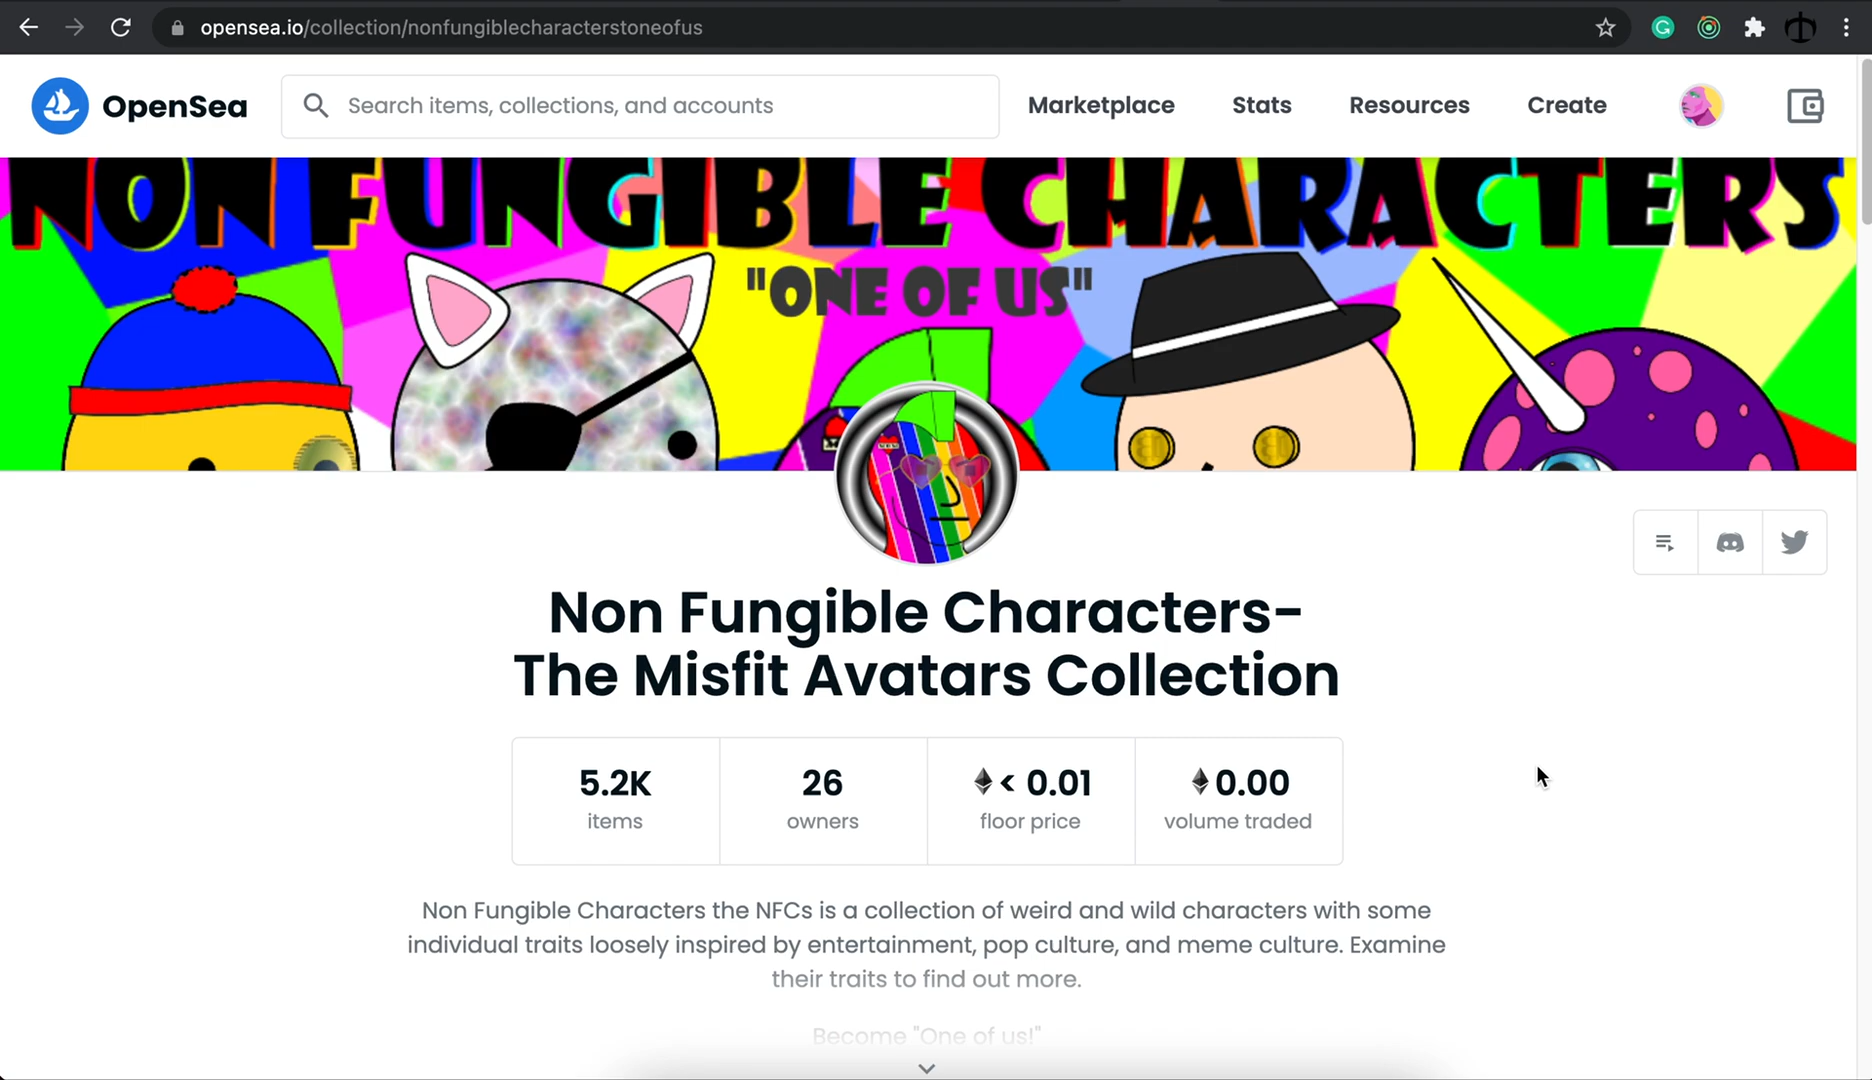 opensea.io/collection/nonfungiblecharacterstoneofus
OpenSea
Search items, collections, and accounts
Marketplace
Stats
Resources
Create
NON FUNGIBLE CHARACTERS
"ONE OF US"
Non Fungible Characters-
The Misfit Avatars Collection
5.2K
items
26
owners
< 0.01
floor price
0.00
volume traded
Non Fungible Characters the NFCs is a collection of weird and wild characters with some
individual traits loosely inspired by entertainment, pop culture, and meme culture. Examine
their traits to find out more.
Become "One of us!"